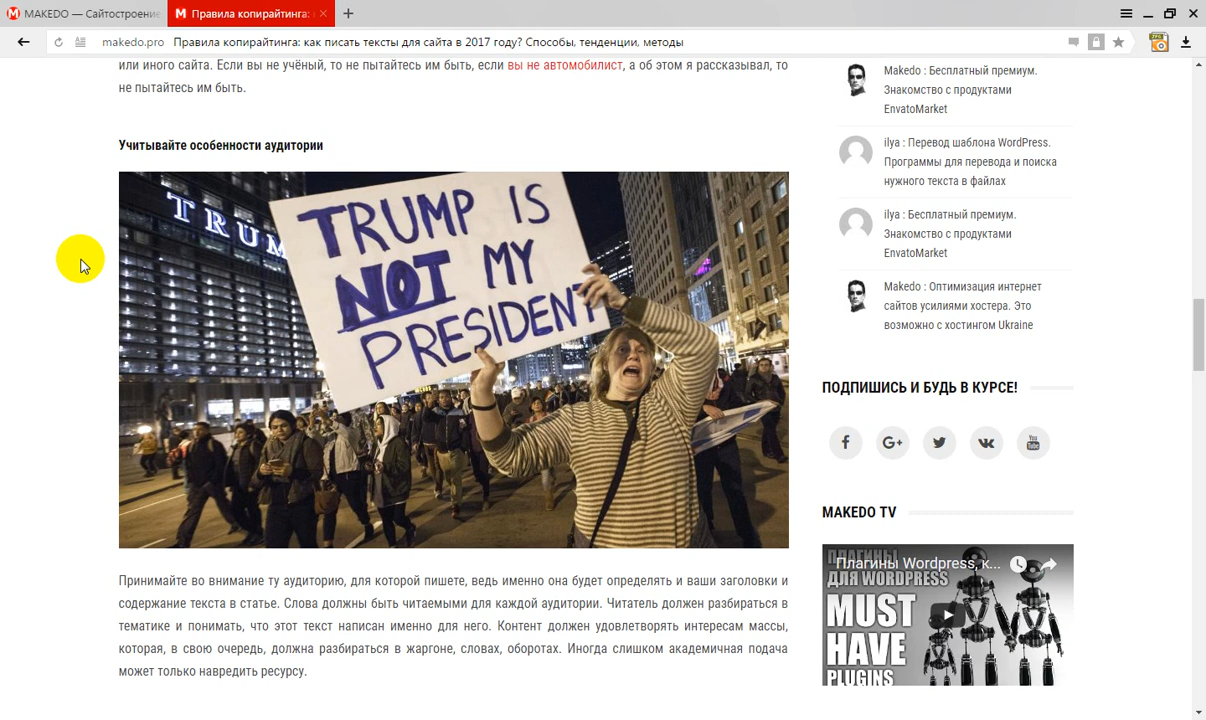 MAKEDO — Сайтостроение
Правила копирайтинга:
makedo.pro Правила копирайтинга: как писать тексты для сайта в 2017 году? Способы, тенденции, методы
или иного сайта. Если вы не учёный, то не пытайтесь им быть, если вы не автомобилист, а об этом я рассказывал, то
не пытайтесь им быть.
Учитывайте особенности аудитории
TRUM
TRUMP IS
NOT MY
PRESIDENT
Принимайте во внимание ту аудиторию, для которой пишете, ведь именно она будет определять и ваши заголовки и
содержание текста в статье. Слова должны быть читаемыми для каждой аудитории. Читатель должен разбираться в
тематике и понимать, что этот текст написан именно для него. Контент должен удовлетворять интересам массы,
которая, в свою очередь, должна разбираться в жаргоне, словах, оборотах. Иногда слишком академичная подача
может только навредить ресурсу.
Makedo : Бесплатный премиум.
Знакомство с продуктами
EnvatoMarket
ilya : Перевод шаблона WordPress.
Программы для перевода и поиска
нужного текста в файлах
ilya : Бесплатный премиум.
Знакомство с продуктами
EnvatoMarket
Makedo : Оптимизация интернет
сайтов усилиями хостера. Это
возможно с хостингом Ukraine
ПОДПИШИСЬ И БУДЬ В КУРСЕ!
MAKEDO TV
Плагины Wordpress, к...
ПЛАГИНЫ
ДЛЯ WORDPRESS
MUST
HAVE
PLUGINS